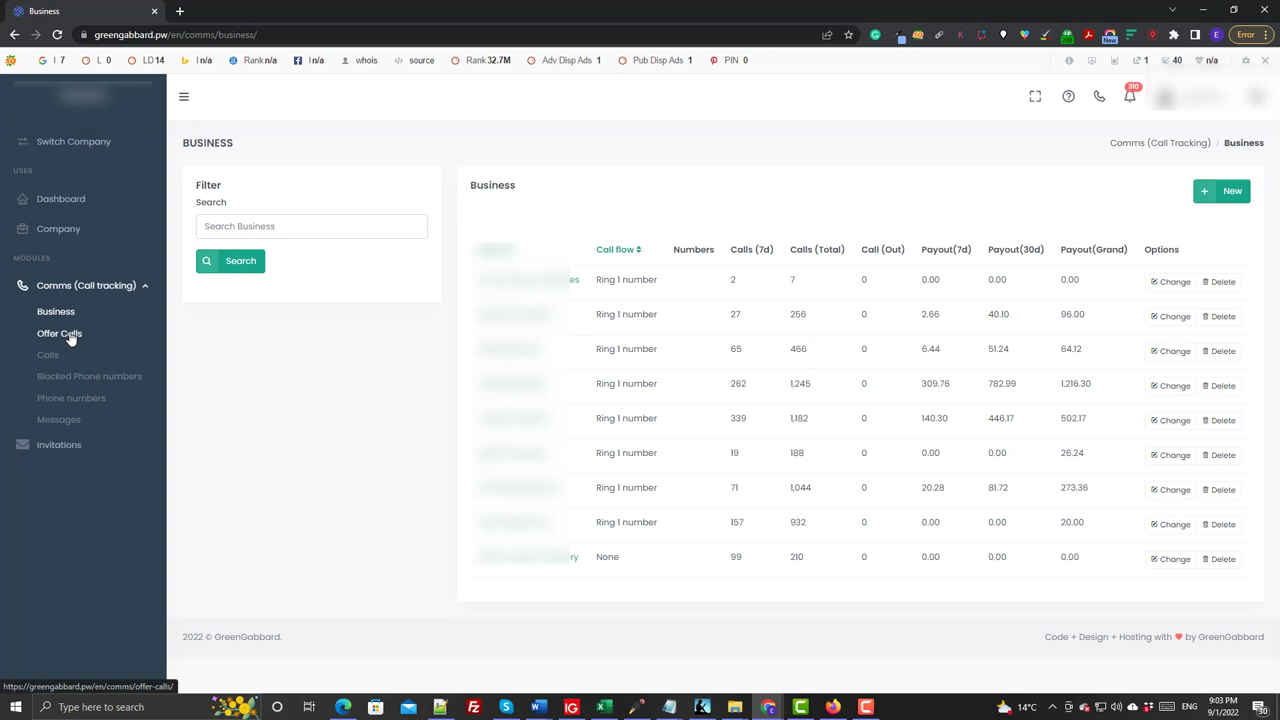 Business
greengabbard.pw/en/comms/business/
Error
I 7
L 0
LD 14
I n/a
Rank n/a
I n/a
whois
source
Rank 32.7M
Adv Disp Ads 1
Pub Disp Ads 1
PIN 0
1
40
n/a
310
Switch Company
USER
Dashboard
Company
MODULES
Comms (Call tracking)
Business
Offer Calls
Calls
Blocked Phone numbers
Phone numbers
Messages
Invitations
BUSINESS
Comms (Call Tracking) / Business
Filter
Search
Search Business
Search
Business
+ New
Call flow Numbers Calls (7d) Calls (Total) Call (Out) Payout(7d) Payout(30d) Payout(Grand) Options
Ring 1 number 2 7 0 0.00 0.00 0.00 Change Delete
Ring 1 number 27 256 0 2.66 40.10 96.00 Change Delete
Ring 1 number 65 466 0 6.44 51.24 64.12 Change Delete
Ring 1 number 262 1,245 0 309.76 782.99 1,216.30 Change Delete
Ring 1 number 339 1,182 0 140.30 446.17 502.17 Change Delete
Ring 1 number 19 188 0 0.00 0.00 26.24 Change Delete
Ring 1 number 71 1,044 0 20.28 81.72 273.36 Change Delete
Ring 1 number 157 932 0 0.00 0.00 20.00 Change Delete
None 99 210 0 0.00 0.00 0.00 Change Delete
2022 © GreenGabbard.
Code + Design + Hosting with ♥ by GreenGabbard
https://greengabbard.pw/en/comms/offer-calls/
Type here to search
14°C
ENG
9:03 PM
9/1/2022